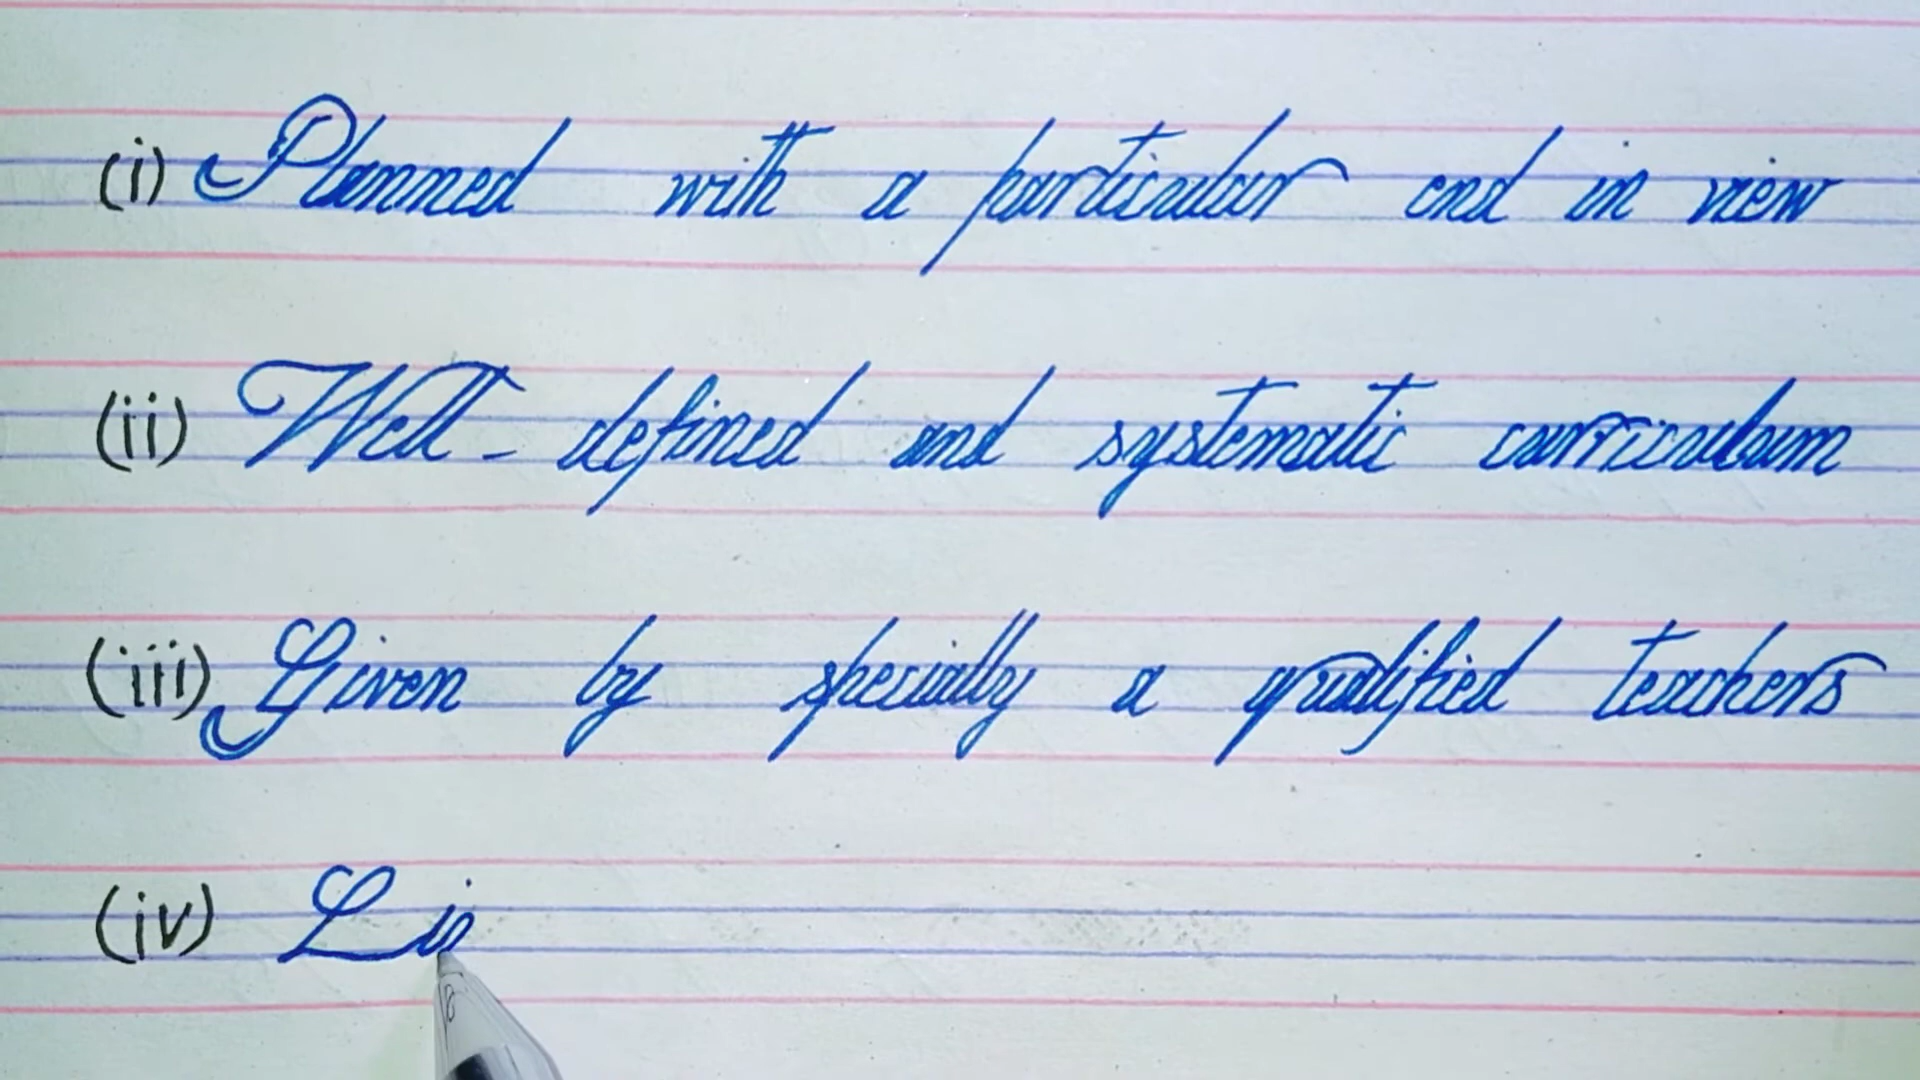 (i) Planned with a particular end in view
(ii) Well-defined and systematic curriculum
(iii) Given by specially a qualified teachers
(iv) Li